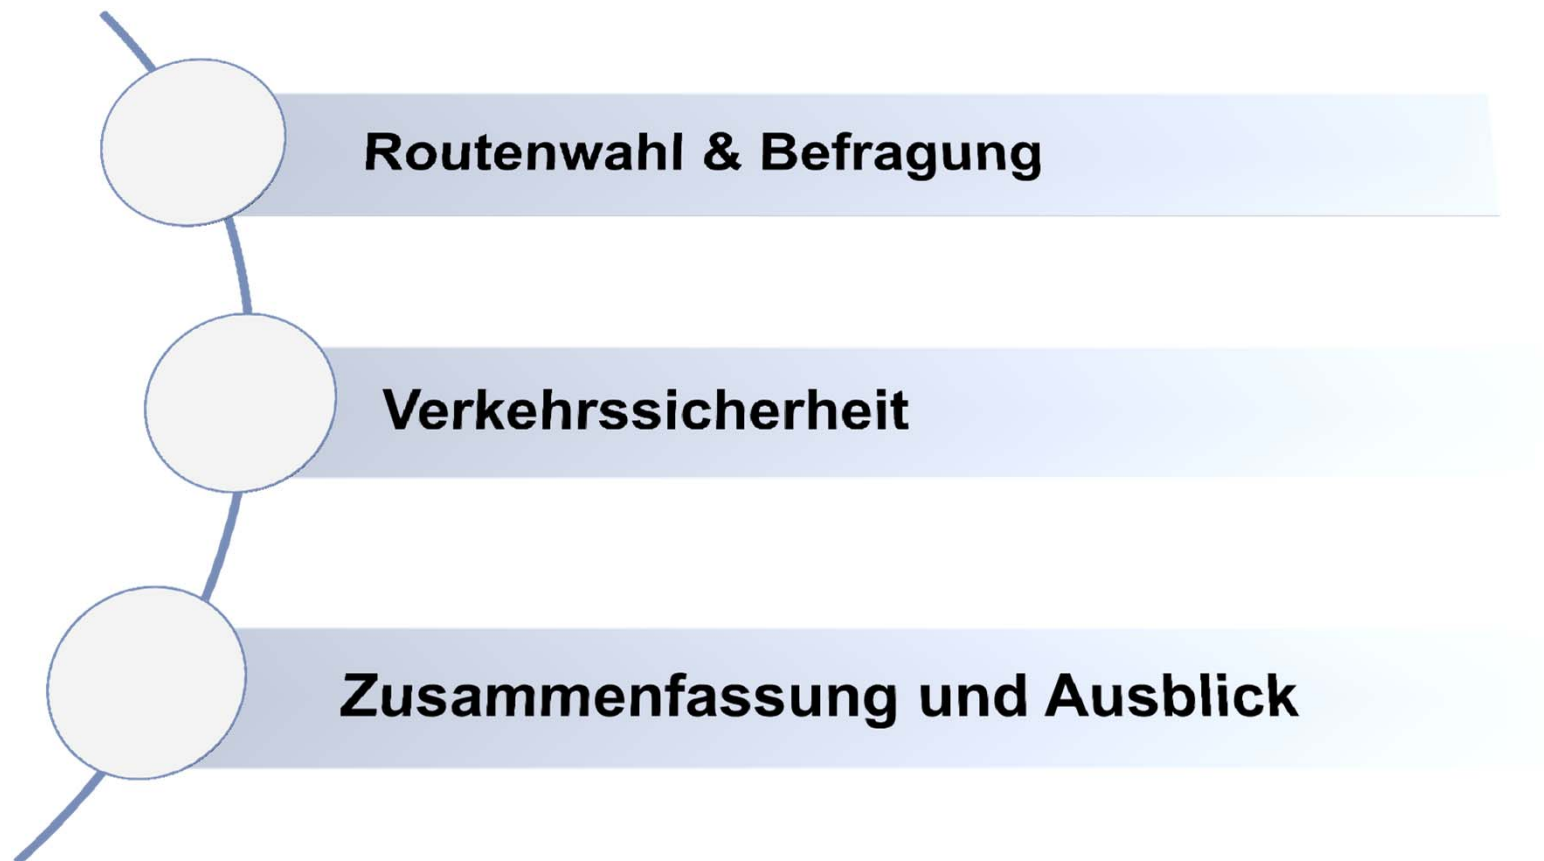 Routenwahl & Befragung
Verkehrssicherheit
Zusammenfassung und Ausblick